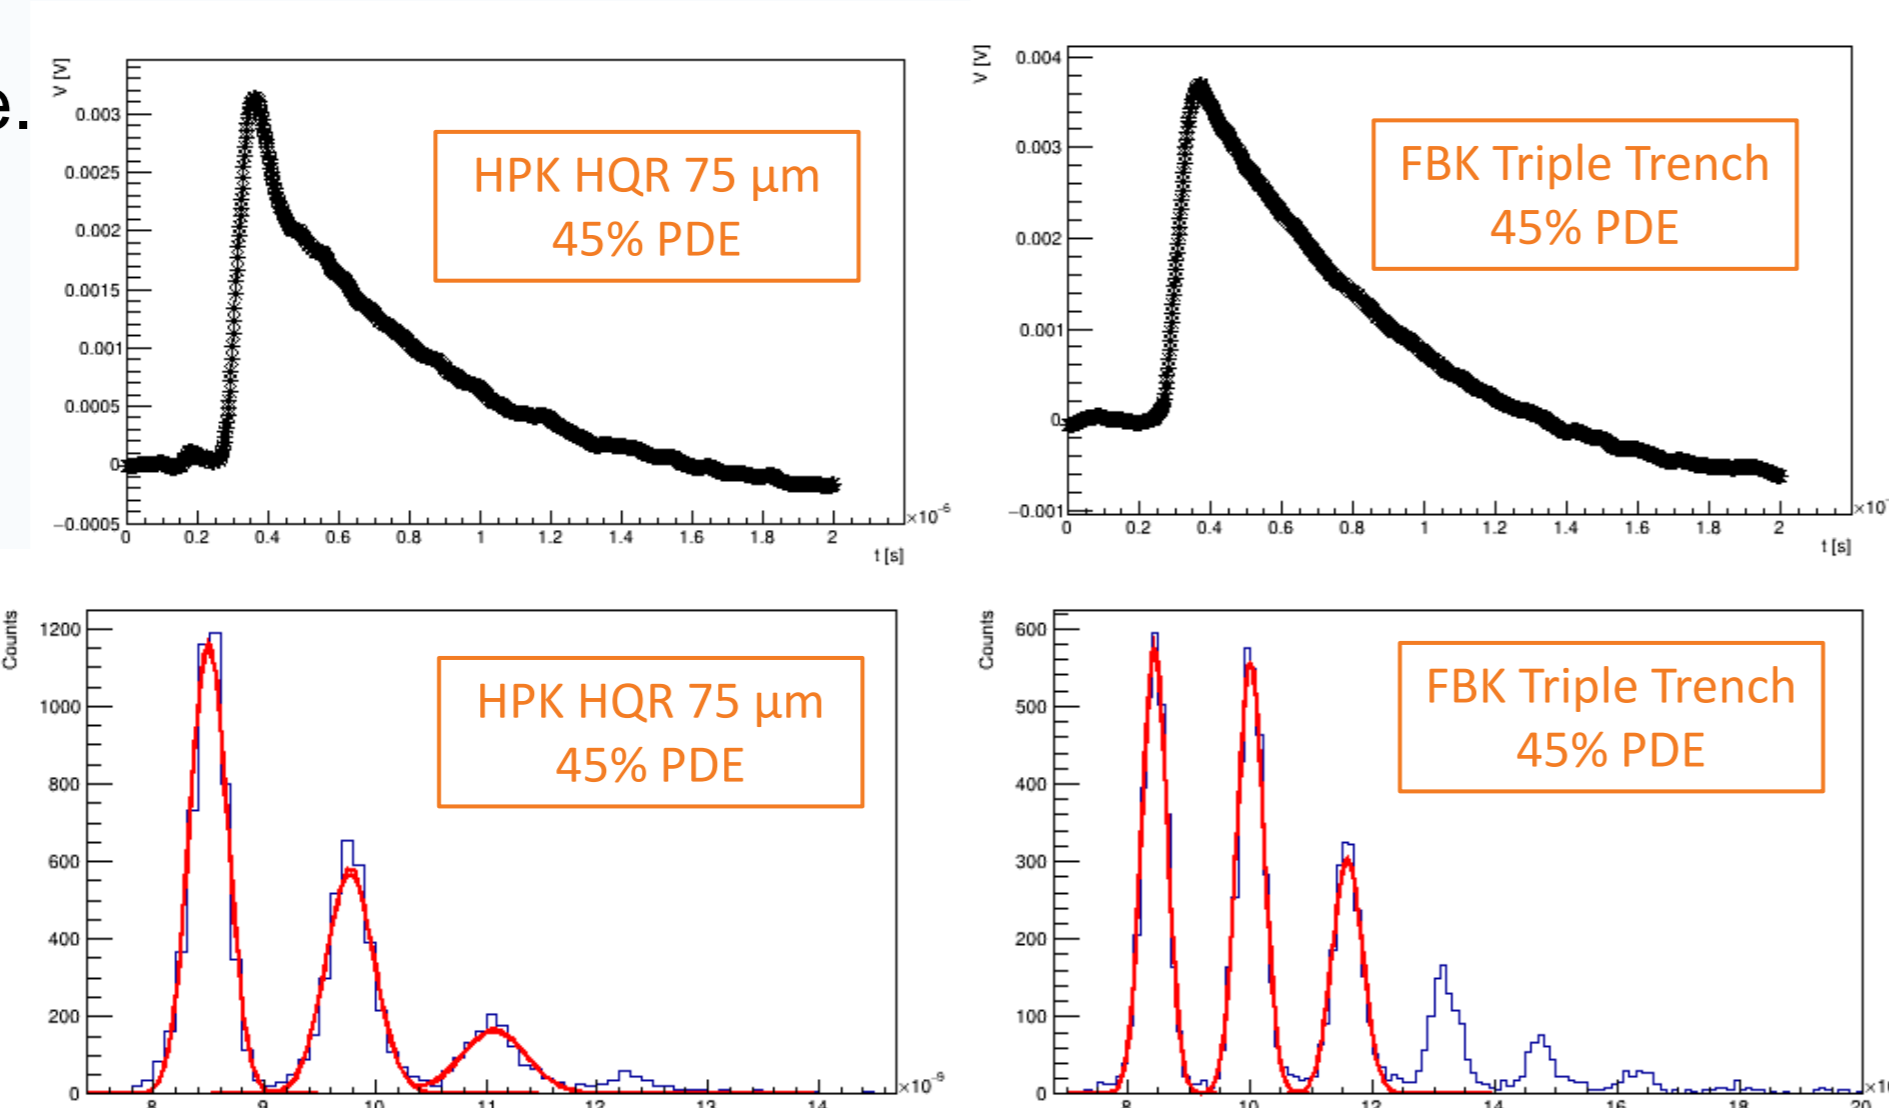 e.
V [V]
0.003
0.0025
0.002
0.0015
0.001
0.0005
0
−0.0005
0 0.2 0.4 0.6 0.8 1 1.2 1.4 1.6 1.8 2
×10⁻⁶
t [s]
HPK HQR 75 μm
45% PDE
V [V]
0.004
0.003
0.002
0.001
0
−0.001
0 0.2 0.4 0.6 0.8 1 1.2 1.4 1.6 1.8 2
t [s]
FBK Triple Trench
45% PDE
Counts
1200
1000
800
600
400
200
0
8 9 10 11 12 13 14
×10⁻⁹
HPK HQR 75 μm
45% PDE
Counts
600
500
400
300
200
100
0
8 10 12 14 16 18 20
FBK Triple Trench
45% PDE